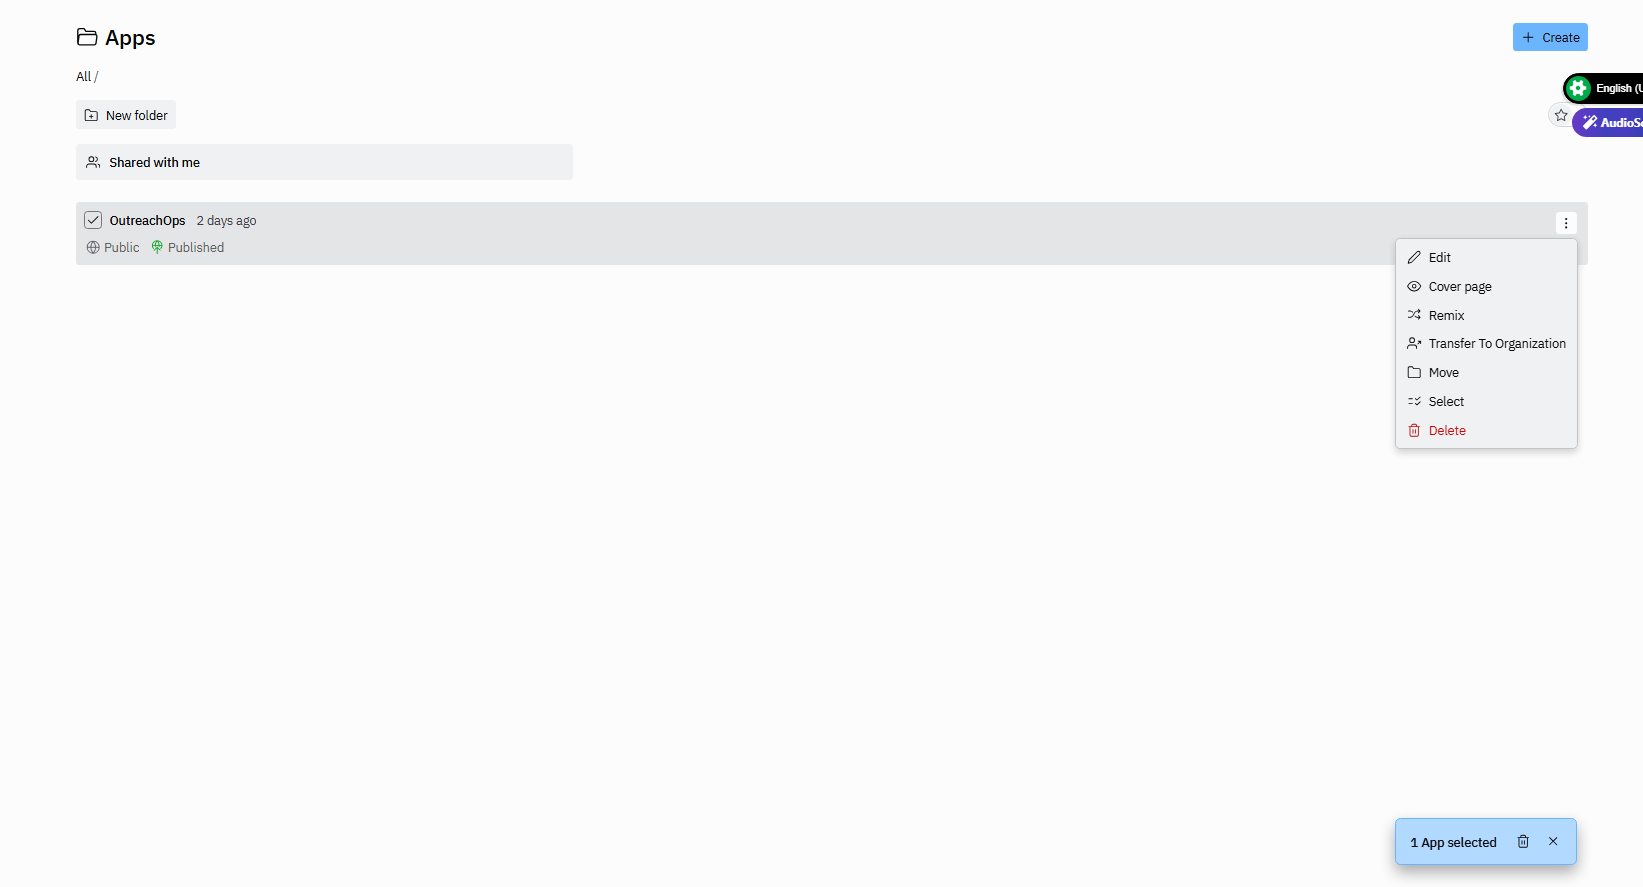 Apps
Create
All /
English (U
New folder
AudioSe
Shared with me
OutreachOps 2 days ago
Public Published
Edit
Cover page
Remix
Transfer To Organization
Move
Select
Delete
1 App selected